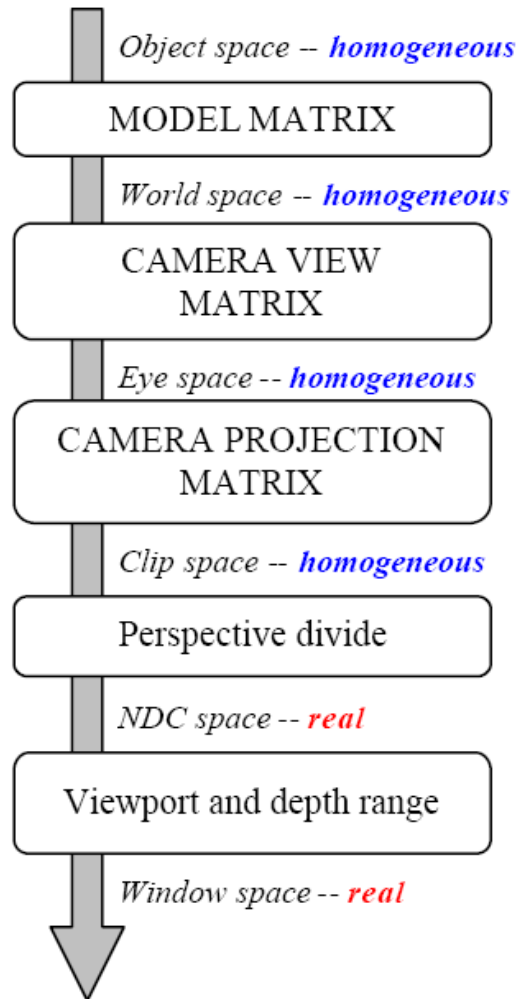 Object space -- homogeneous
MODEL MATRIX
World space -- homogeneous
CAMERA VIEW
MATRIX
Eye space -- homogeneous
CAMERA PROJECTION
MATRIX
Clip space -- homogeneous
Perspective divide
NDC space -- real
Viewport and depth range
Window space -- real